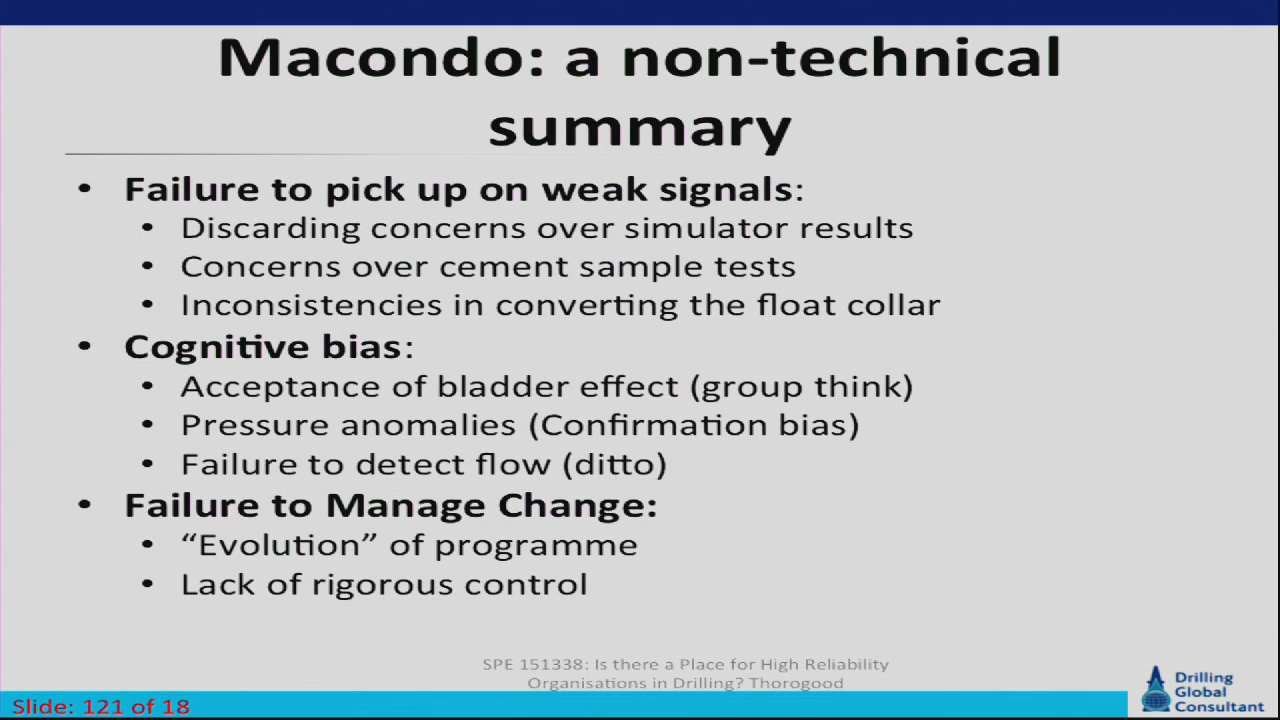 Macondo: a non-technical
summary
• Failure to pick up on weak signals:
• Discarding concerns over simulator results
• Concerns over cement sample tests
• Inconsistencies in converting the float collar
• Cognitive bias:
• Acceptance of bladder effect (group think)
• Pressure anomalies (Confirmation bias)
• Failure to detect flow (ditto)
• Failure to Manage Change:
• “Evolution” of programme
• Lack of rigorous control
SPE 151338: Is there a Place for High Reliability
Organisations in Drilling? Thorogood
Slide: 121 of 18
Drilling
Global
Consultant